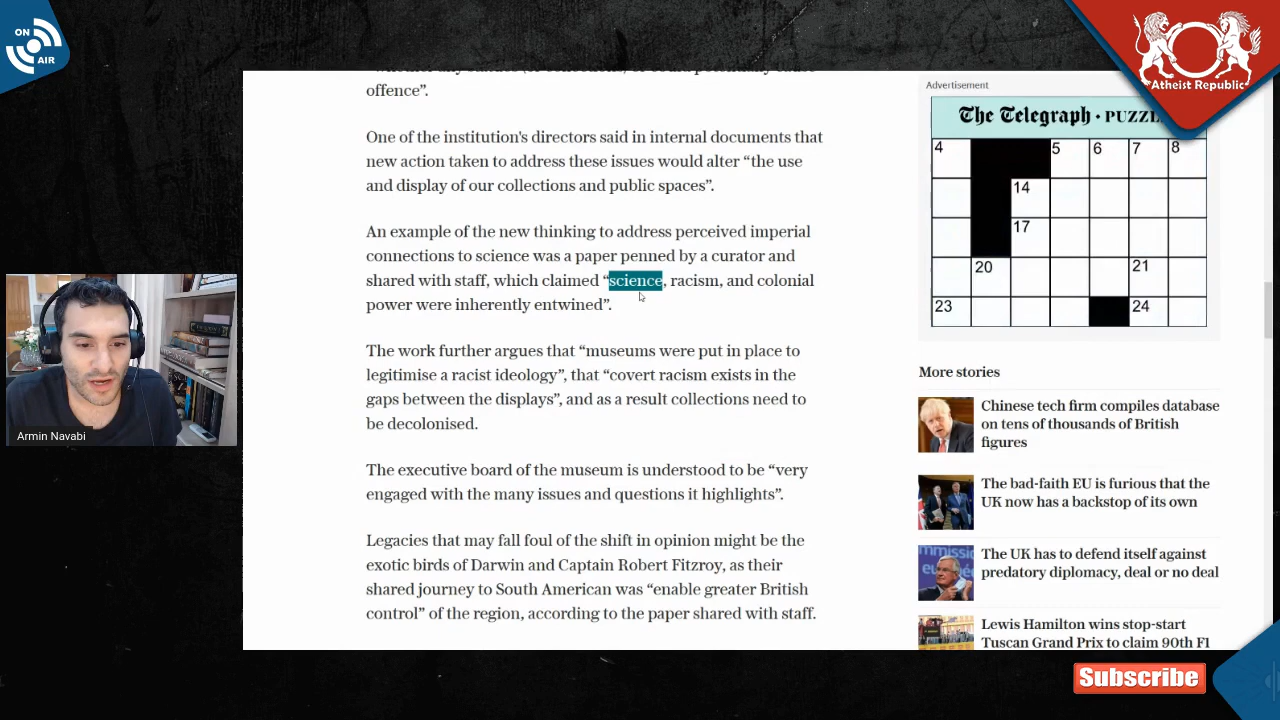 ON
AIR
Atheist Republic
Armin Navabi
offence”.
One of the institution's directors said in internal documents that
new action taken to address these issues would alter “the use
and display of our collections and public spaces”.
An example of the new thinking to address perceived imperial
connections to science was a paper penned by a curator and
shared with staff, which claimed “science, racism, and colonial
power were inherently entwined”.
The work further argues that “museums were put in place to
legitimise a racist ideology”, that “covert racism exists in the
gaps between the displays”, and as a result collections need to
be decolonised.
The executive board of the museum is understood to be “very
engaged with the many issues and questions it highlights”.
Legacies that may fall foul of the shift in opinion might be the
exotic birds of Darwin and Captain Robert Fitzroy, as their
shared journey to South American was “enable greater British
control” of the region, according to the paper shared with staff.
Advertisement
The Telegraph • PUZZL
4 5 6 7 8
14
17
20 21
23 24
More stories
Chinese tech firm compiles database
on tens of thousands of British
figures
The bad-faith EU is furious that the
UK now has a backstop of its own
The UK has to defend itself against
predatory diplomacy, deal or no deal
Lewis Hamilton wins stop-start
Tuscan Grand Prix to claim 90th F1
Subscribe